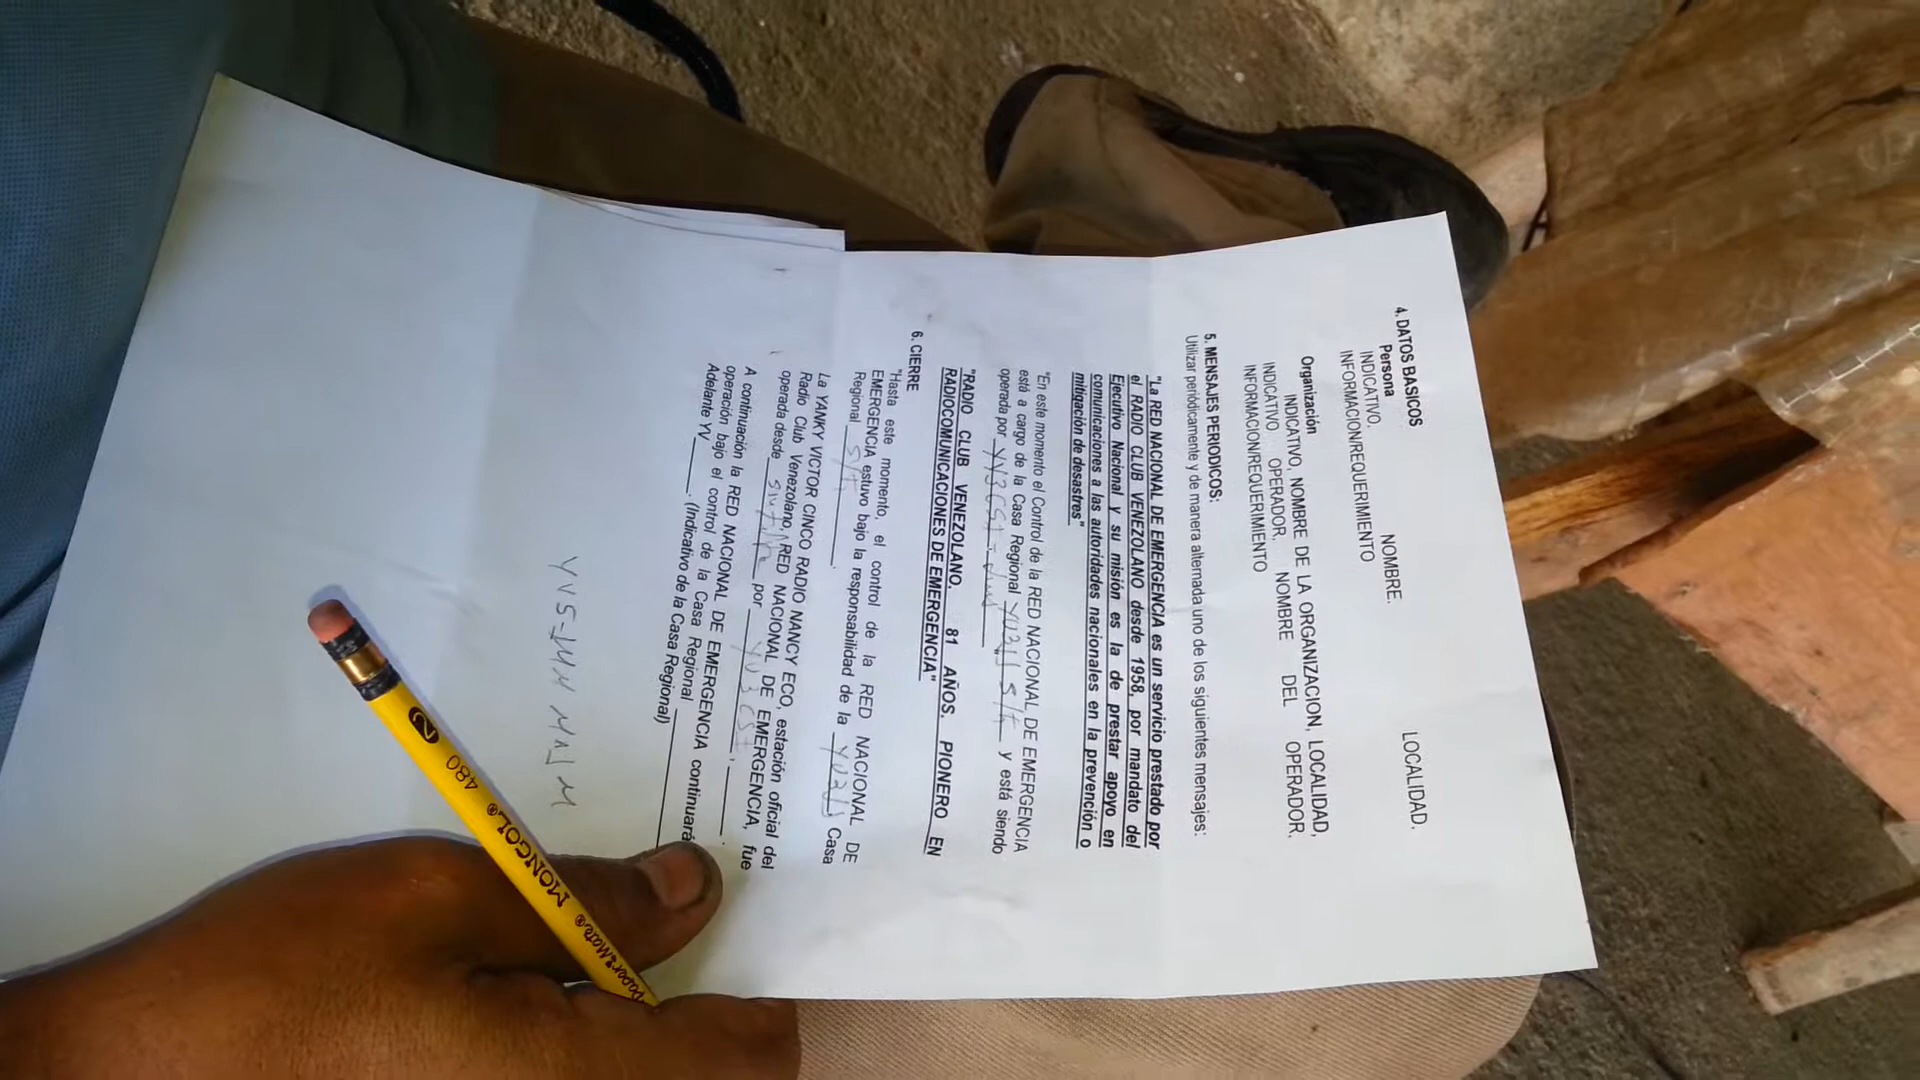 4. DATOS BASICOS
Persona
INDICATIVO. NOMBRE. LOCALIDAD.
INFORMACION/REQUERIMIENTO
Organización
INDICATIVO, NOMBRE DE LA ORGANIZACION, LOCALIDAD,
INDICATIVO OPERADOR, NOMBRE DEL OPERADOR.
INFORMACION/REQUERIMIENTO
5. MENSAJES PERIODICOS:
Utilizar periódicamente y de manera alternada uno de los siguientes mensajes:
"La RED NACIONAL DE EMERGENCIA es un servicio prestado por
el RADIO CLUB VENEZOLANO desde 1958, por mandato del
Ejecutivo Nacional y su misión es la de prestar apoyo en
comunicaciones a las autoridades nacionales en la prevención o
mitigación de desastres"
"En este momento el Control de la RED NACIONAL DE EMERGENCIA
está a cargo de la Casa Regional YV3JJ S/F y está siendo
operada por YY3CSI
"RADIO CLUB VENEZOLANO. 81 AÑOS. PIONERO EN
RADIOCOMUNICACIONES DE EMERGENCIA"
6. CIERRE
"Hasta este momento, el control de la RED NACIONAL DE
EMERGENCIA estuvo bajo la responsabilidad de la YV3JJ Casa
Regional S/F.
La YANKY VICTOR CINCO RADIO NANCY ECO, estación oficial del
Radio Club Venezolano, RED NACIONAL DE EMERGENCIA, fue
operada desde por YV3CSI, .
A continuación la RED NACIONAL DE EMERGENCIA continuará
operación bajo el control de la Casa Regional
Adelante YV . (Indicativo de la Casa Regional)
2
480
MONGOL®
PaperMate®